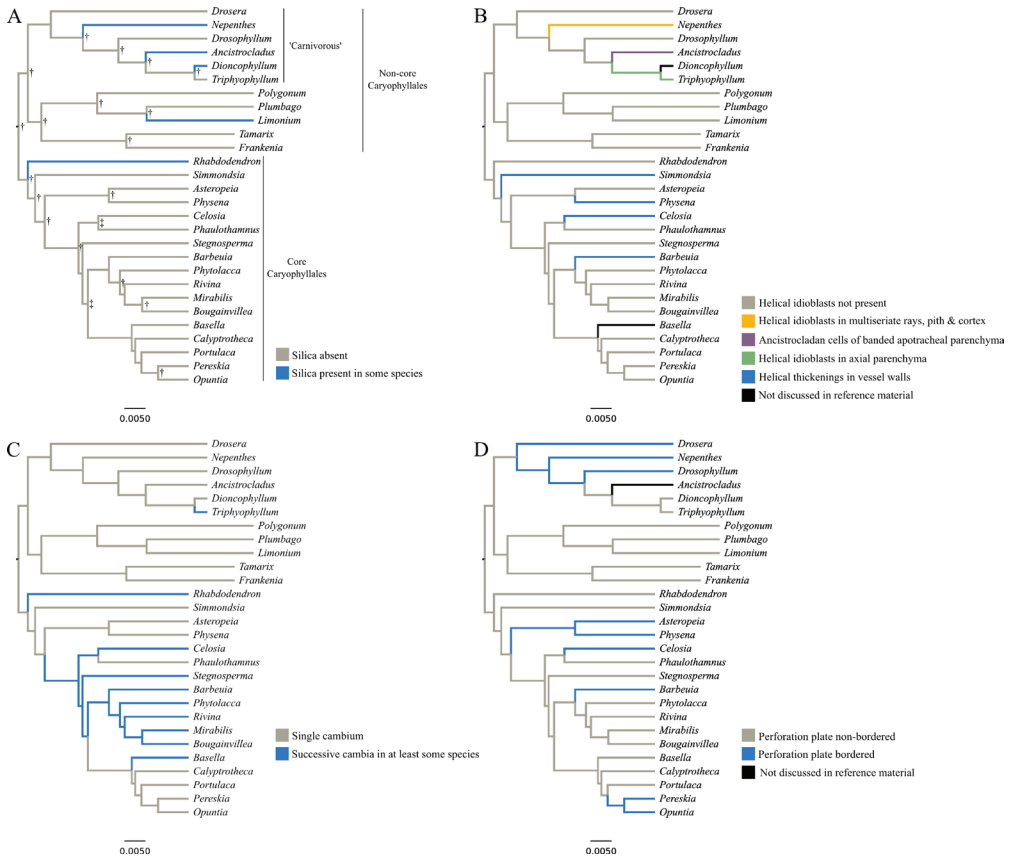 A
Drosera
Nepenthes
†
Drosophyllum
†
Ancistrocladus
†
Dioncophyllum
†
Triphyophyllum
'Carnivorous'
†
Polygonum
†
Plumbago
†
Limonium
†
†
Tamarix
†
Frankenia
Non-core
Caryophyllales
Rhabdodendron
†
Simmondsia
†
Asteropeia
†
Physena
†
Celosia
‡
Phaulothamnus
†
Stegnosperma
Barbeuia
Phytolacca
†
Rivina
‡
Mirabilis
†
Bougainvillea
Basella
Calyptrotheca
Portulaca
Pereskia
†
Opuntia
Core
Caryophyllales
Silica absent
Silica present in some species
0.0050
B
Drosera
Nepenthes
Drosophyllum
Ancistrocladus
Dioncophyllum
Triphyophyllum
Polygonum
Plumbago
Limonium
Tamarix
Frankenia
Rhabdodendron
Simmondsia
Asteropeia
Physena
Celosia
Phaulothamnus
Stegnosperma
Barbeuia
Phytolacca
Rivina
Mirabilis
Bougainvillea
Basella
Calyptrotheca
Portulaca
Pereskia
Opuntia
Helical idioblasts not present
Helical idioblasts in multiseriate rays, pith & cortex
Ancistrocladan cells of banded apotracheal parenchyma
Helical idioblasts in axial parenchyma
Helical thickenings in vessel walls
Not discussed in reference material
0.0050
C
Drosera
Nepenthes
Drosophyllum
Ancistrocladus
Dioncophyllum
Triphyophyllum
Polygonum
Plumbago
Limonium
Tamarix
Frankenia
Rhabdodendron
Simmondsia
Asteropeia
Physena
Celosia
Phaulothamnus
Stegnosperma
Barbeuia
Phytolacca
Rivina
Mirabilis
Bougainvillea
Basella
Calyptrotheca
Portulaca
Pereskia
Opuntia
Single cambium
Successive cambia in at least some species
0.0050
D
Drosera
Nepenthes
Drosophyllum
Ancistrocladus
Dioncophyllum
Triphyophyllum
Polygonum
Plumbago
Limonium
Tamarix
Frankenia
Rhabdodendron
Simmondsia
Asteropeia
Physena
Celosia
Phaulothamnus
Stegnosperma
Barbeuia
Phytolacca
Rivina
Mirabilis
Bougainvillea
Basella
Calyptrotheca
Portulaca
Pereskia
Opuntia
Perforation plate non-bordered
Perforation plate bordered
Not discussed in reference material
0.0050